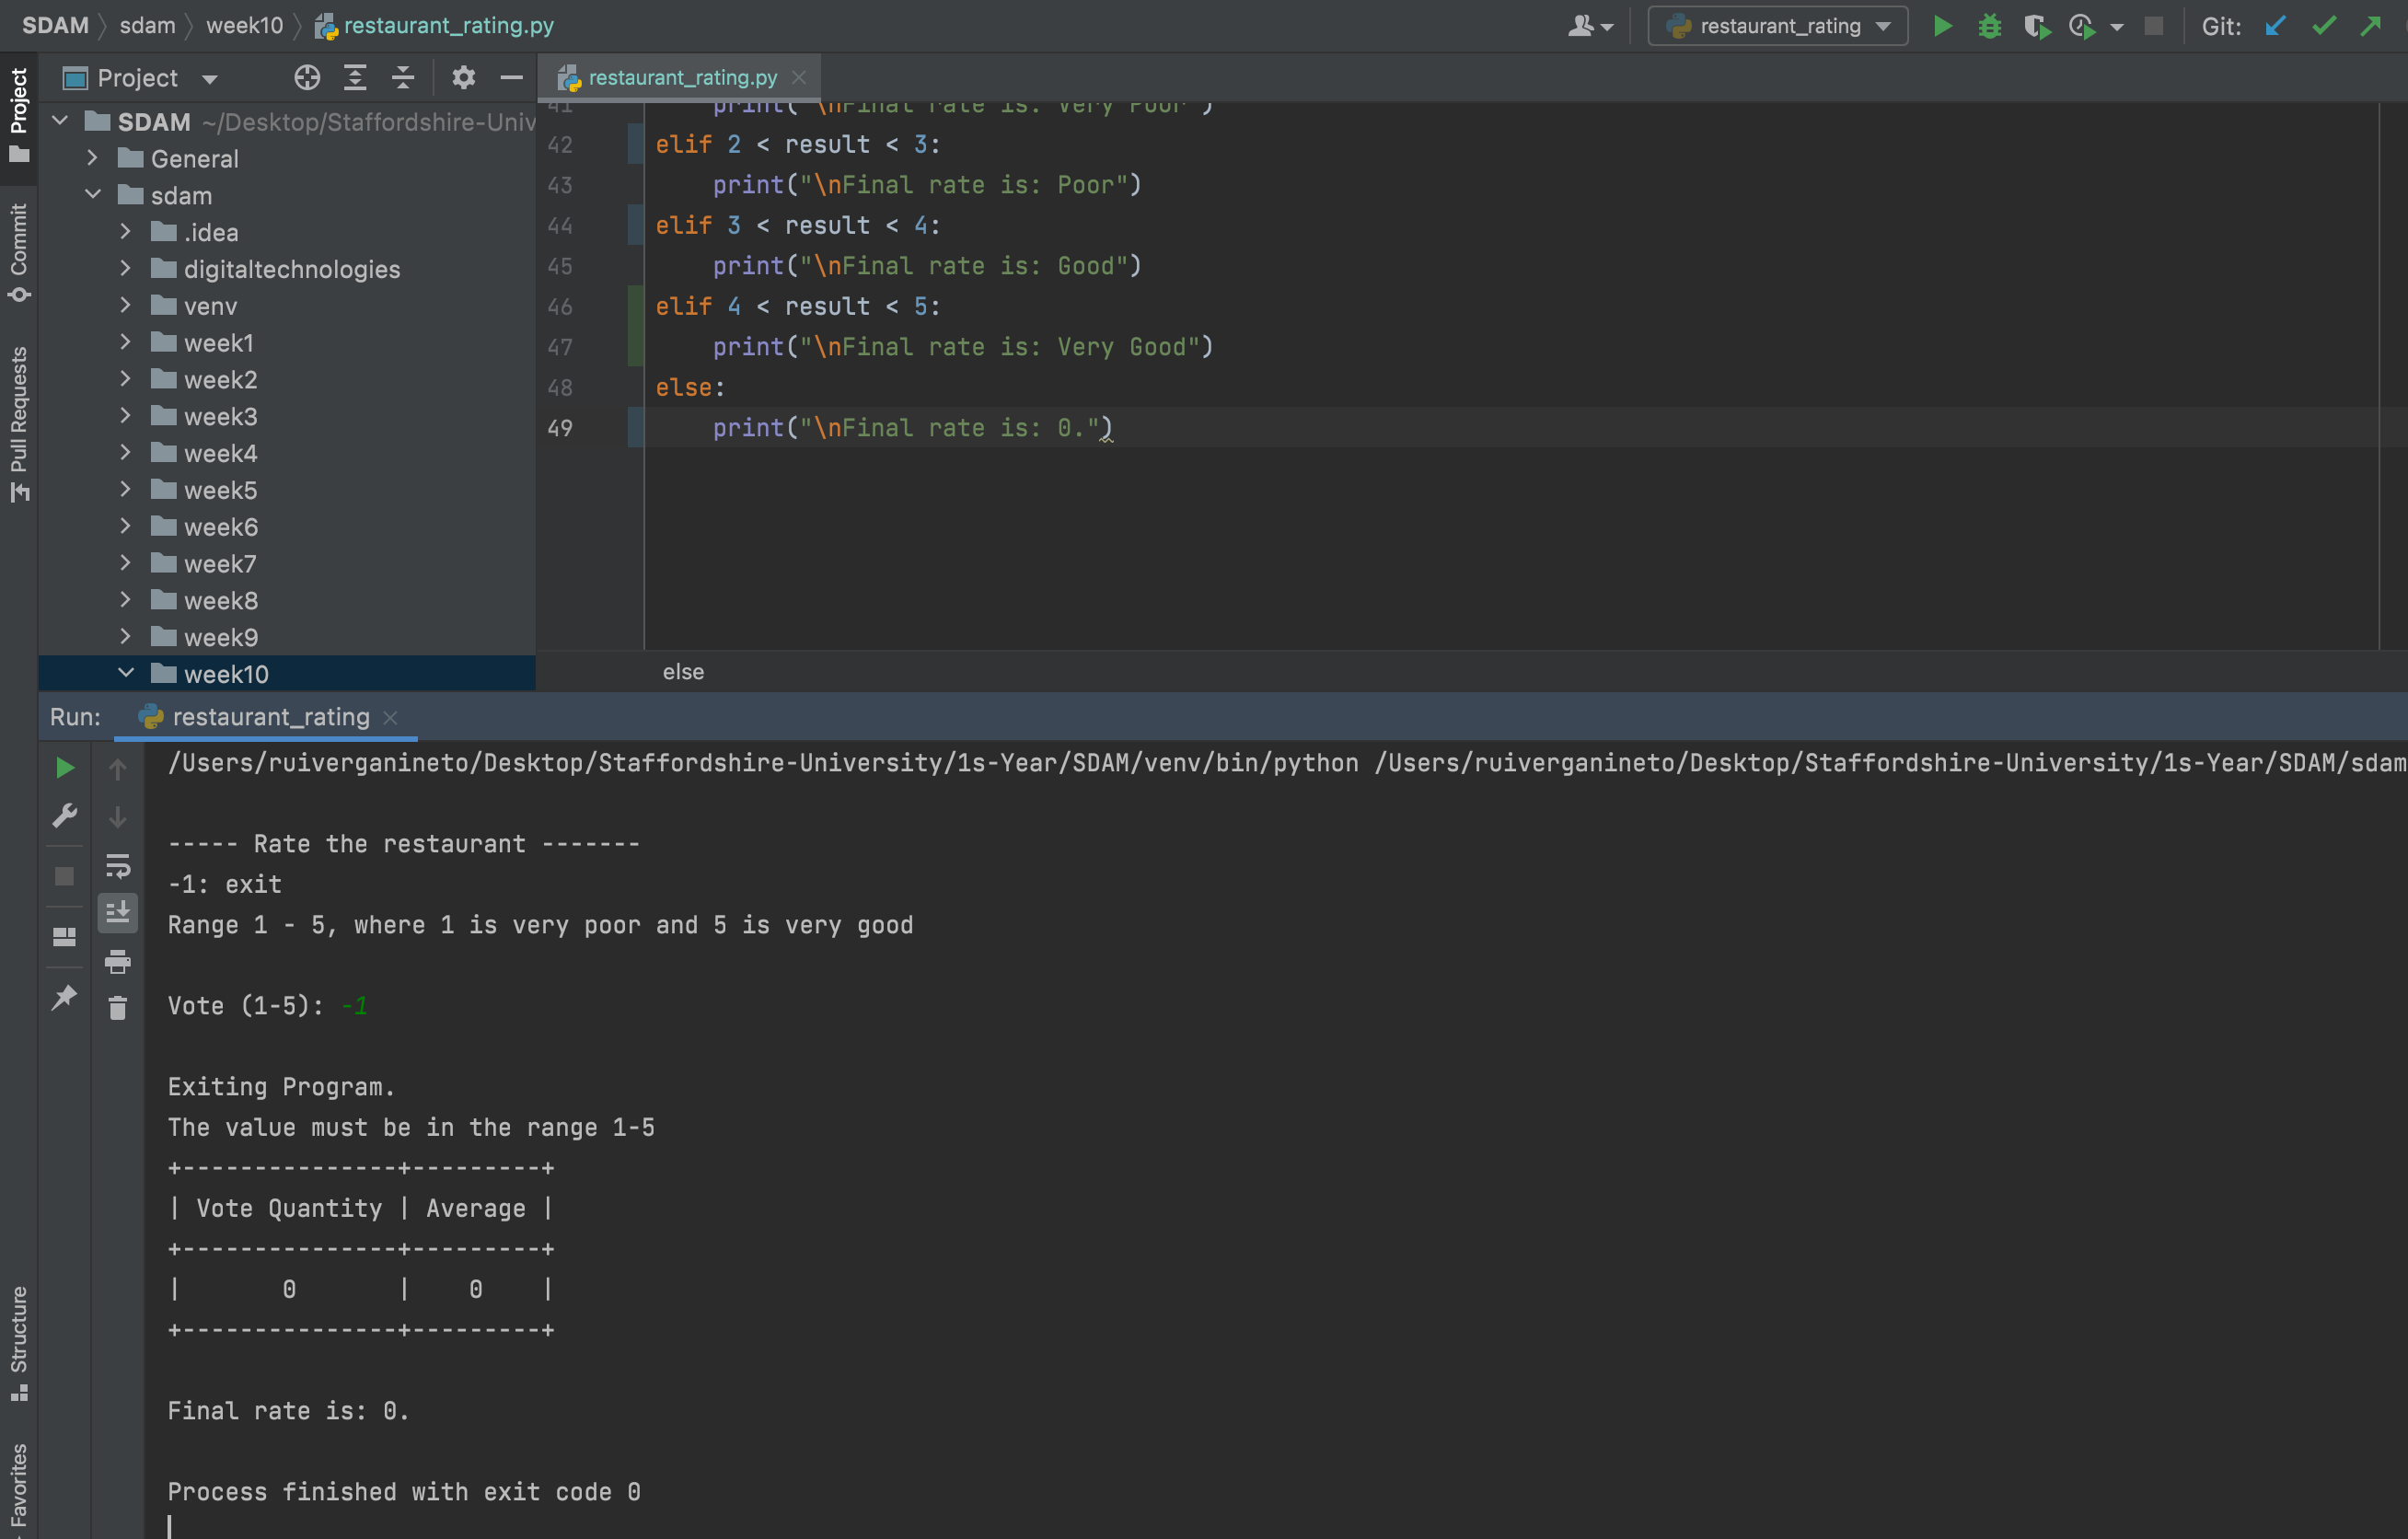 SDAM sdam week10 restaurant_rating.py restaurant_rating Git:
Project restaurant_rating.py
Project
Commit
Pull Requests
Structure
Favorites
SDAM ~/Desktop/Staffordshire-Univ
General
sdam
.idea
digitaltechnologies
venv
week1
week2
week3
week4
week5
week6
week7
week8
week9
week10
41 print("\nFinal rate is: Very Poor")
42 elif 2 < result < 3:
43 print("\nFinal rate is: Poor")
44 elif 3 < result < 4:
45 print("\nFinal rate is: Good")
46 elif 4 < result < 5:
47 print("\nFinal rate is: Very Good")
48 else:
49 print("\nFinal rate is: 0.")
else
Run: restaurant_rating
/Users/ruiverganineto/Desktop/Staffordshire-University/1s-Year/SDAM/venv/bin/python /Users/ruiverganineto/Desktop/Staffordshire-University/1s-Year/SDAM/sdam
----- Rate the restaurant -------
-1: exit
Range 1 - 5, where 1 is very poor and 5 is very good
Vote (1-5): -1
Exiting Program.
The value must be in the range 1-5
+---------------+---------+
| Vote Quantity | Average |
+---------------+---------+
| 0 | 0 |
+---------------+---------+
Final rate is: 0.
Process finished with exit code 0